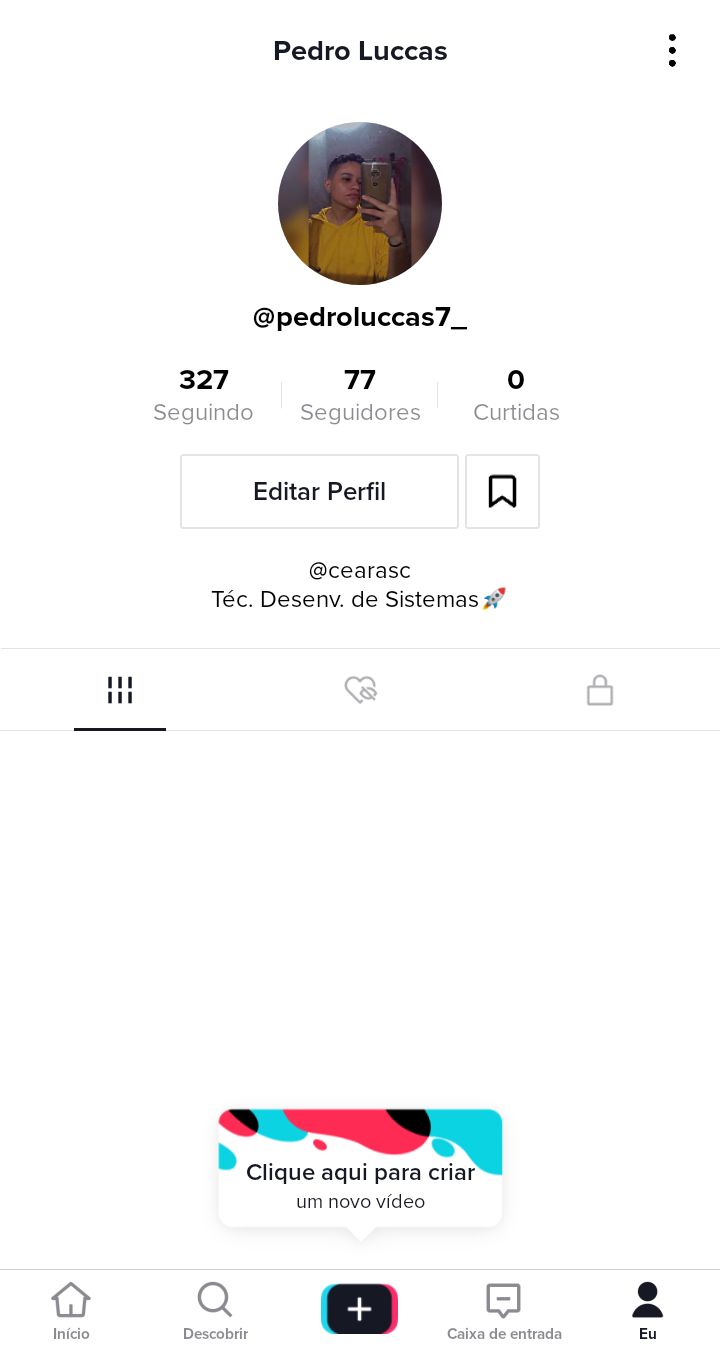 Pedro Luccas
@pedroluccas7_
327
Seguindo
77
Seguidores
0
Curtidas
Editar Perfil
@cearasc
Téc. Desenv. de Sistemas🚀
Clique aqui para criar
um novo vídeo
Início
Descobrir
Caixa de entrada
Eu